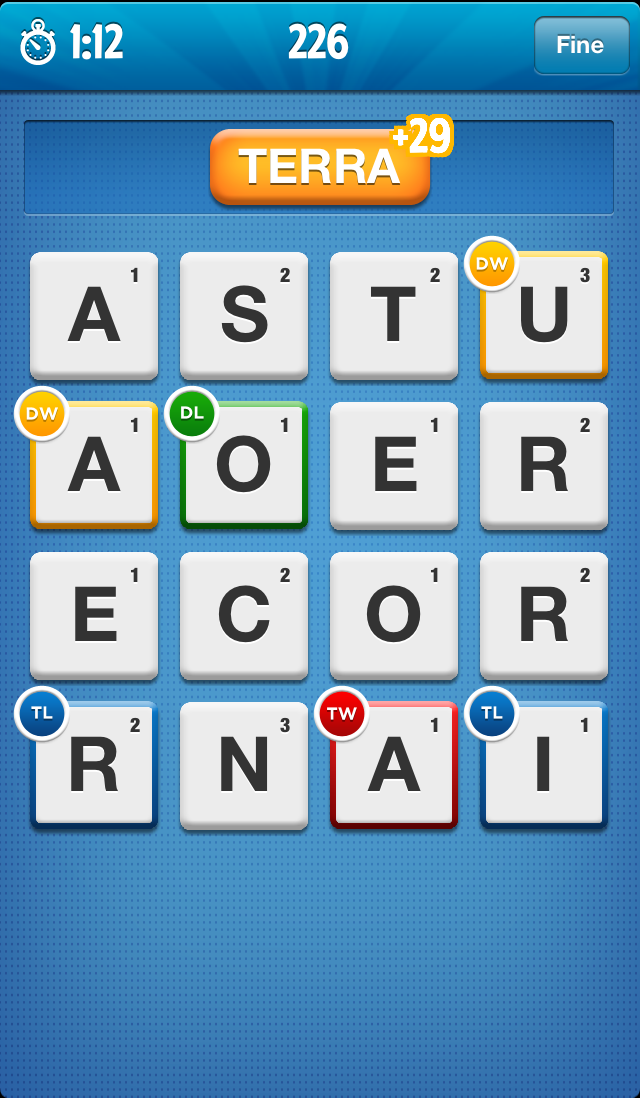 1:12 226 Fine
TERRA +29
A 1 S 2 T 2 DW U 3
DW A 1 DL O 1 E 1 R 2
E 1 C 2 O 1 R 2
TL R 2 N 3 TW A 1 TL I 1